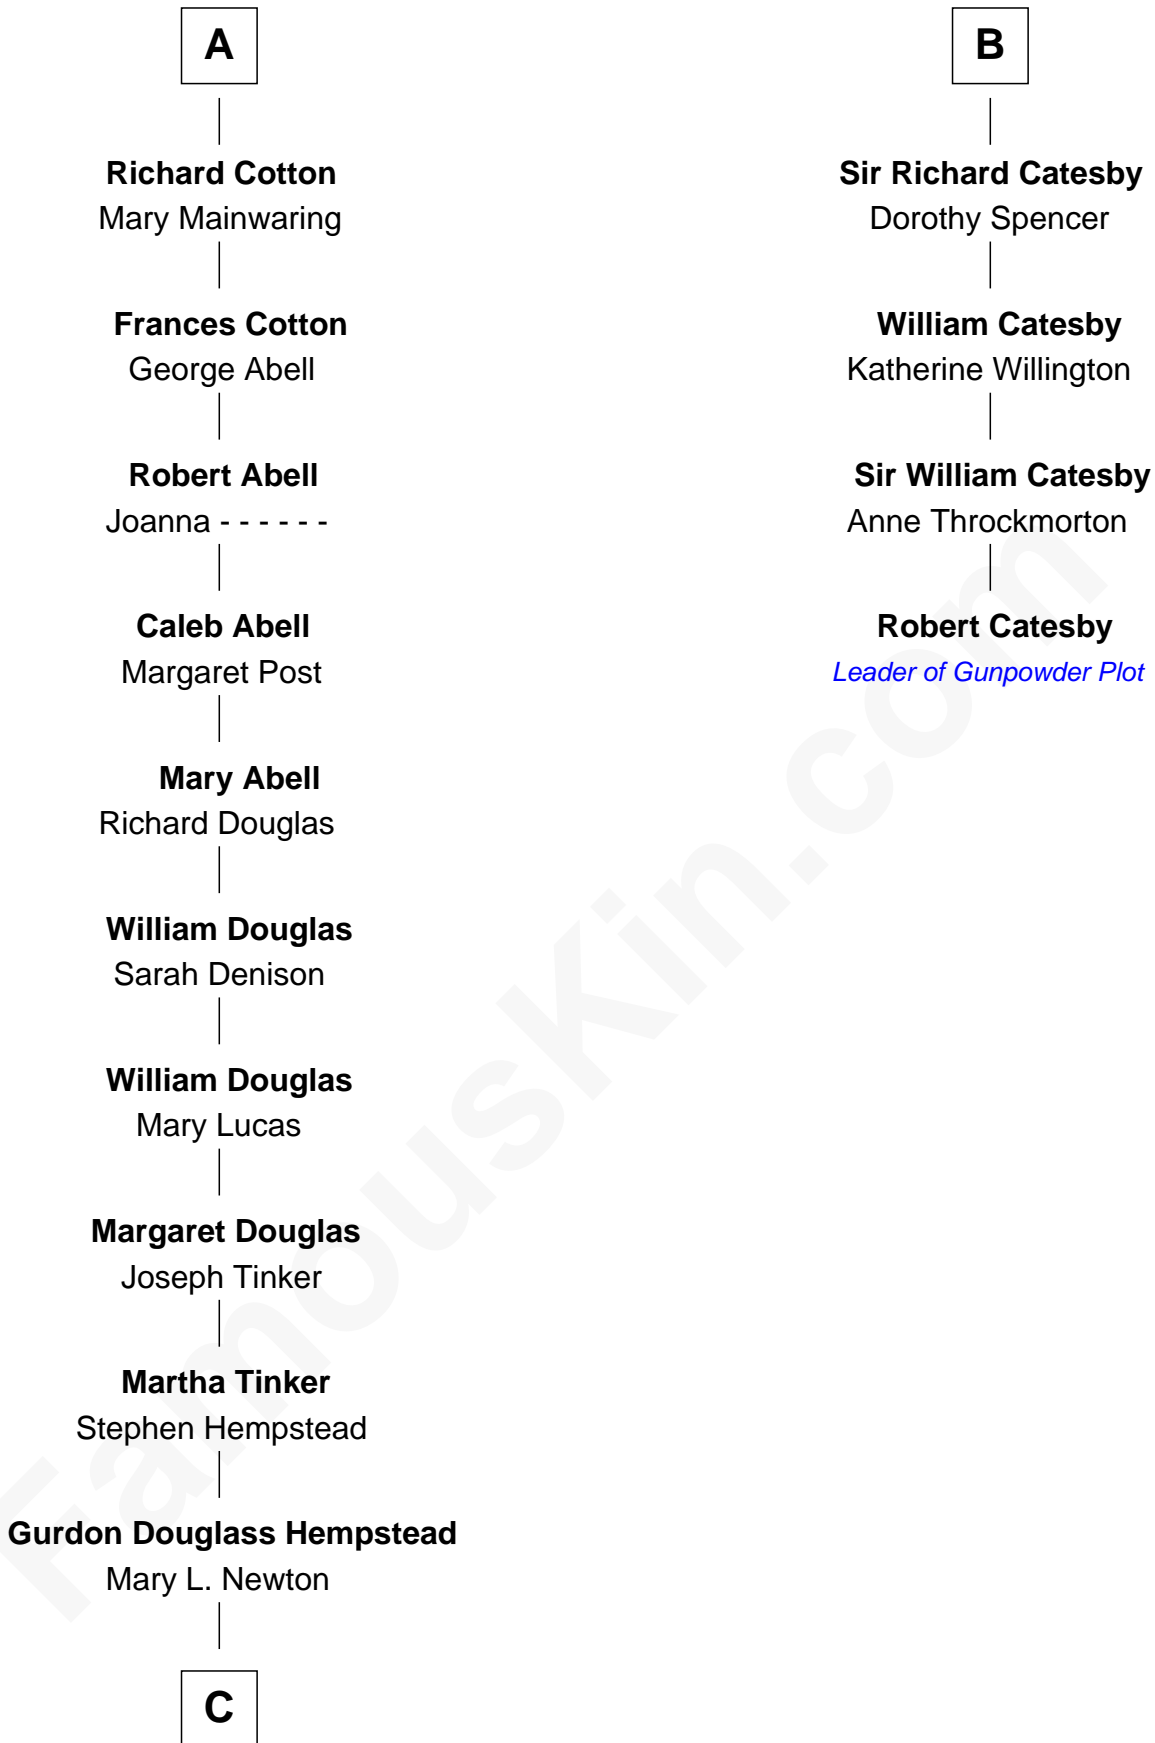 A
Richard Cotton
Mary Mainwaring
Frances Cotton
George Abell
Robert Abell
Joanna - - - - - -
Caleb Abell
Margaret Post
Mary Abell
Richard Douglas
William Douglas
Sarah Denison
William Douglas
Mary Lucas
Margaret Douglas
Joseph Tinker
Martha Tinker
Stephen Hempstead
Gurdon Douglass Hempstead
Mary L. Newton
C
B
Sir Richard Catesby
Dorothy Spencer
William Catesby
Katherine Willington
Sir William Catesby
Anne Throckmorton
Robert Catesby
Leader of Gunpowder Plot
FamousKin.com